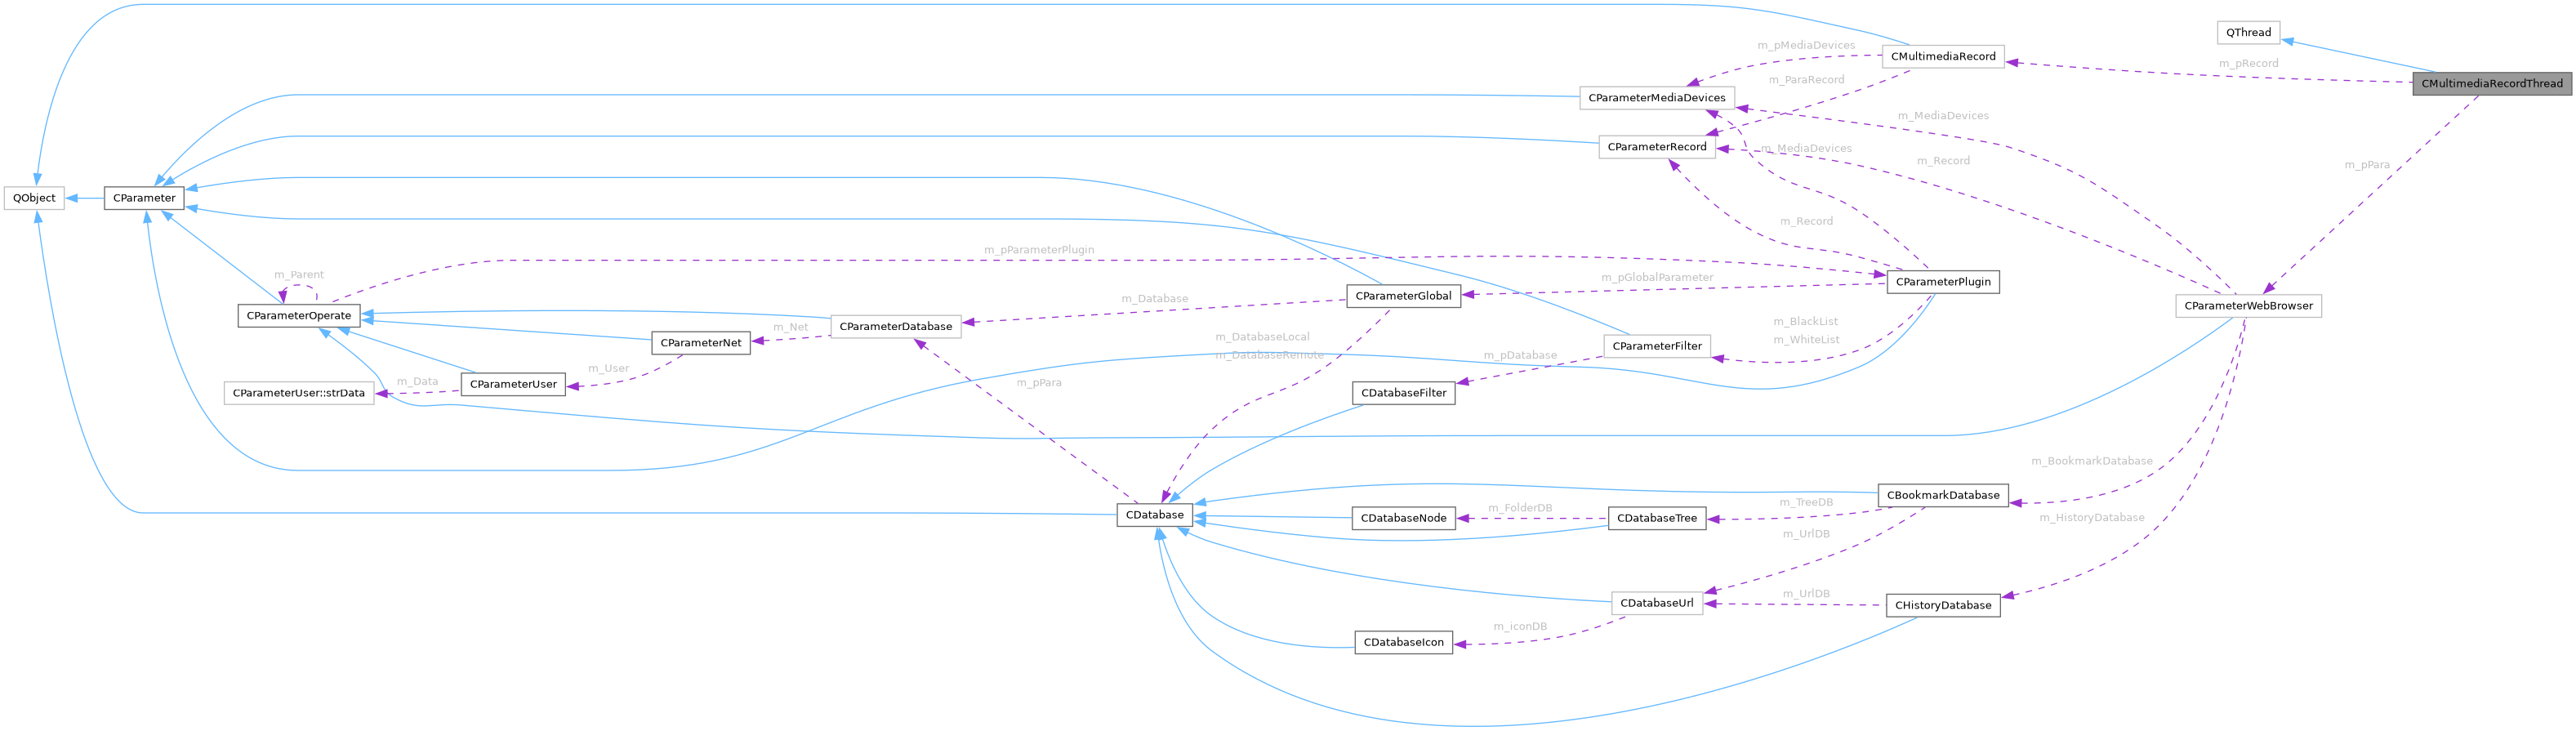 QThread
m_pMediaDevices
CMultimediaRecord
m_pRecord
m_ParaRecord
CMultimediaRecordThread
CParameterMediaDevices
m_MediaDevices
CParameterRecord
m_MediaDevices
m_Record
m_pPara
QObject
CParameter
m_Record
m_pParameterPlugin
m_Parent
m_pGlobalParameter
CParameterPlugin
CParameterGlobal
m_Database
CParameterWebBrowser
CParameterOperate
CParameterDatabase
m_BlackList
m_WhiteList
m_Net
CParameterNet
m_DatabaseLocal
m_DatabaseRemote
CParameterFilter
m_pDatabase
m_User
m_Data
CParameterUser
m_pPara
CParameterUser::strData
CDatabaseFilter
m_BookmarkDatabase
CBookmarkDatabase
m_TreeDB
m_FolderDB
CDatabase
CDatabaseNode
CDatabaseTree
m_HistoryDatabase
m_UrlDB
m_UrlDB
CDatabaseUrl
CHistoryDatabase
m_iconDB
CDatabaseIcon